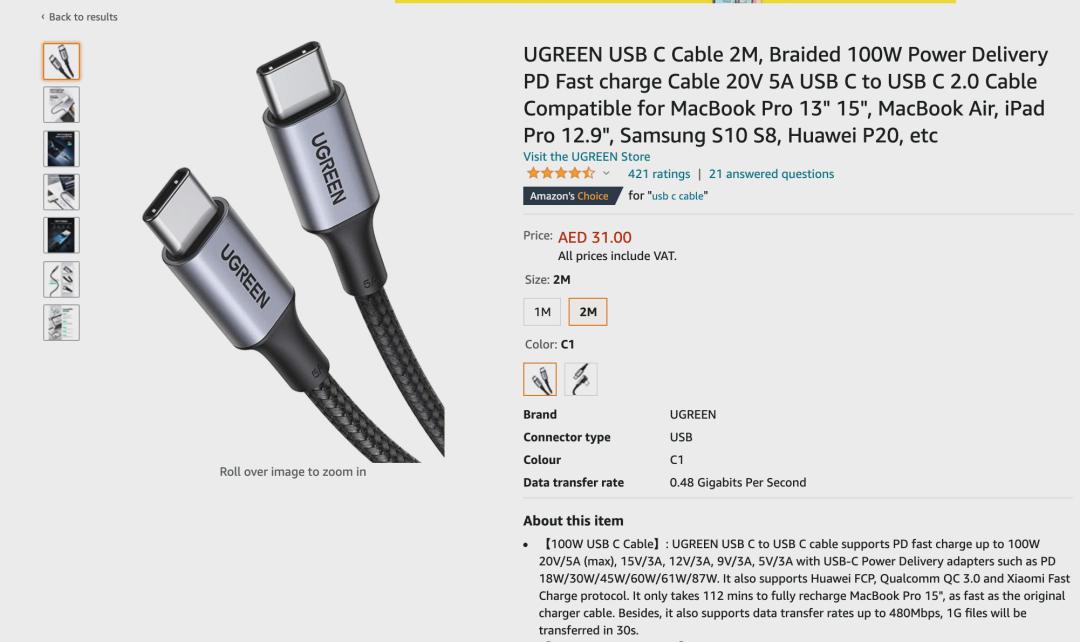 ‹ Back to results
UGREEN
UGREEN
5A
5A
Roll over image to zoom in
UGREEN USB C Cable 2M, Braided 100W Power Delivery
PD Fast charge Cable 20V 5A USB C to USB C 2.0 Cable
Compatible for MacBook Pro 13" 15", MacBook Air, iPad
Pro 12.9", Samsung S10 S8, Huawei P20, etc
Visit the UGREEN Store
421 ratings | 21 answered questions
Amazon's Choice for "usb c cable"
Price: AED 31.00
All prices include VAT.
Size: 2M
1M 2M
Color: C1
Brand UGREEN
Connector type USB
Colour C1
Data transfer rate 0.48 Gigabits Per Second
About this item
• 【100W USB C Cable】: UGREEN USB C to USB C cable supports PD fast charge up to 100W
20V/5A (max), 15V/3A, 12V/3A, 9V/3A, 5V/3A with USB-C Power Delivery adapters such as PD
18W/30W/45W/60W/61W/87W. It also supports Huawei FCP, Qualcomm QC 3.0 and Xiaomi Fast
Charge protocol. It only takes 112 mins to fully recharge MacBook Pro 15", as fast as the original
charger cable. Besides, it also supports data transfer rates up to 480Mbps, 1G files will be
transferred in 30s.